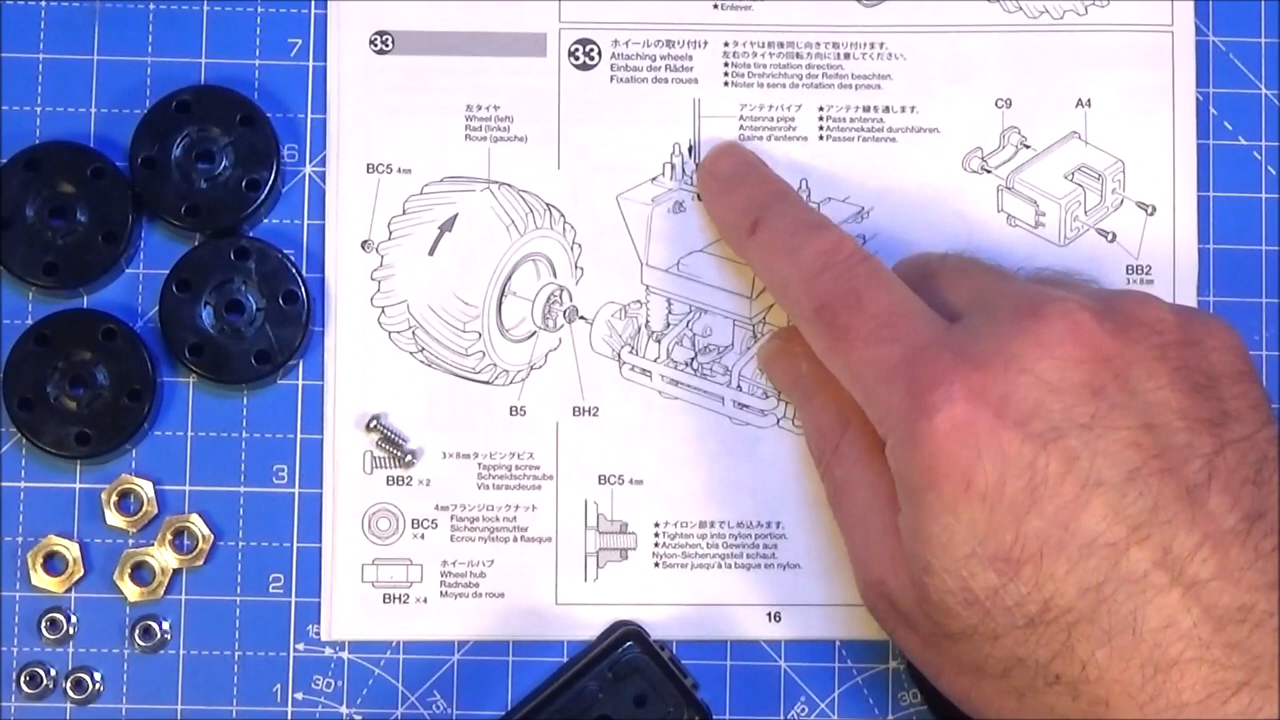 ★Enlever.
33
33
ホイールの取り付け
Attaching wheels
Einbau der Räder
Fixation des roues
★タイヤは前後同じ向きで取り付けます。
左右のタイヤの回転方向に注意してください。
★Note tire rotation direction.
★Die Drehrichtung der Reifen beachten.
★Noter le sens de rotation des pneus.
左タイヤ
Wheel (left)
Rad (links)
Roue (gauche)
BC5 4mm
アンテナパイプ
Antenna pipe
Antennenrohr
Gaine d'antenne
★アンテナ線を通します。
★Pass antenna.
★Antennekabel durchführen.
★Passer l'antenne.
C9
A4
BB2
3×8mm
B5
BH2
3×8mmタッピングビス
Tapping screw
Schneidschraube
Vis taraudeuse
BB2 ×2
4mmフランジロックナット
Flange lock nut
Sicherungsmutter
Ecrou nylstop à flasque
BC5
×4
ホイールハブ
Wheel hub
Radnabe
Moyeu de roue
BH2 ×4
BC5 4mm
★ナイロン部までしめ込みます。
★Tighten up into nylon portion.
★Anziehen, bis Gewinde aus
Nylon-Sicherungsteil schaut.
★Serrer jusqu'à la bague en nylon.
16
7
6
3
2
1
15
30°
75°
75°
30